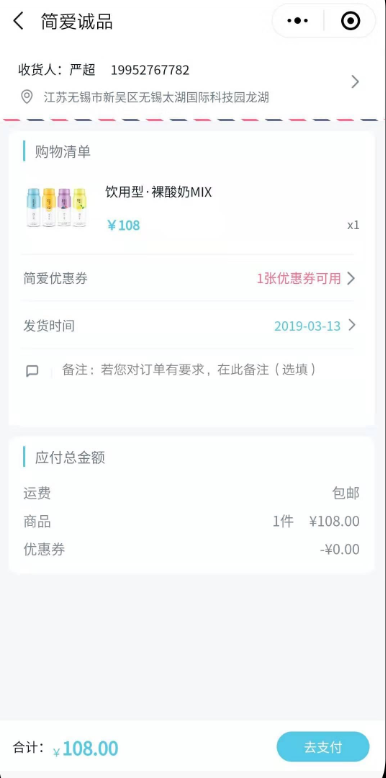 简爱诚品
收货人：严超 19952767782
江苏无锡市新吴区无锡太湖国际科技园龙湖
购物清单
饮用型·裸酸奶MIX
￥108 x1
简爱优惠券 1张优惠券可用
发货时间 2019-03-13
备注：若您对订单有要求，在此备注（选填）
应付总金额
运费 包邮
商品 1件 ¥108.00
优惠券 -¥0.00
合计： ￥108.00 去支付